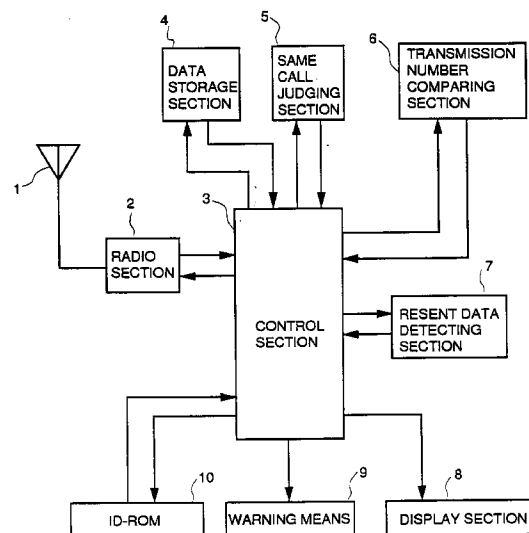 4
DATA
STORAGE
SECTION
5
SAME
CALL
JUDGING
SECTION
6
TRANSMISSION
NUMBER
COMPARING
SECTION
1
2
RADIO
SECTION
3
CONTROL
SECTION
7
RESENT DATA
DETECTING
SECTION
10
ID-ROM
9
WARNING MEANS
8
DISPLAY SECTION